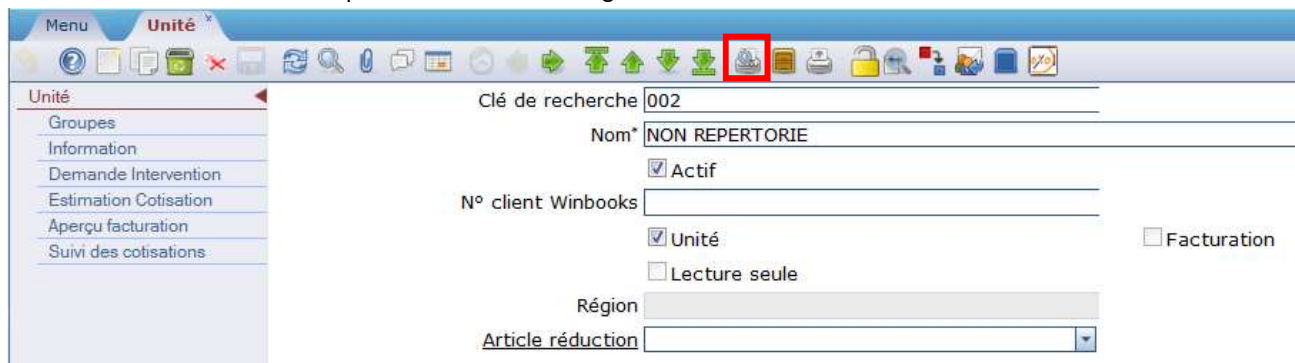 Menu Unité x
Unité
Groupes
Information
Demande Intervention
Estimation Cotisation
Aperçu facturation
Suivi des cotisations
Clé de recherche 002
Nom* NON REPERTORIE
Actif
Nº client Winbooks
Unité Facturation
Lecture seule
Région
Article réduction